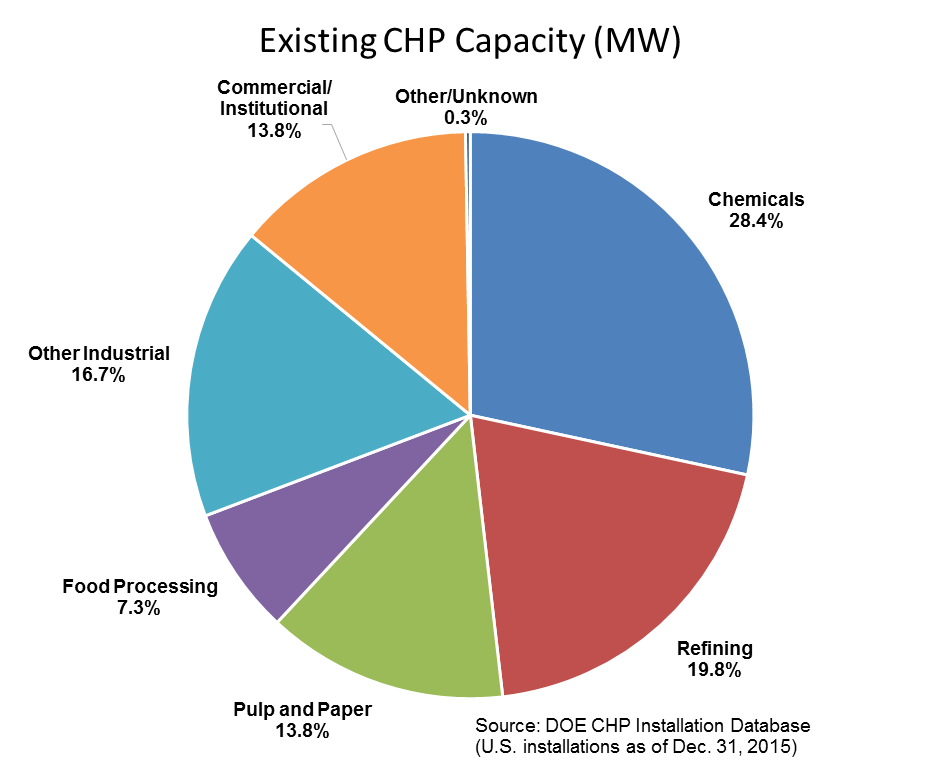 Existing CHP Capacity (MW)
Commercial/
Institutional
13.8%
Other/Unknown
0.3%
Chemicals
28.4%
Other Industrial
16.7%
Food Processing
7.3%
Refining
19.8%
Pulp and Paper
13.8%
Source: DOE CHP Installation Database
(U.S. installations as of Dec. 31, 2015)